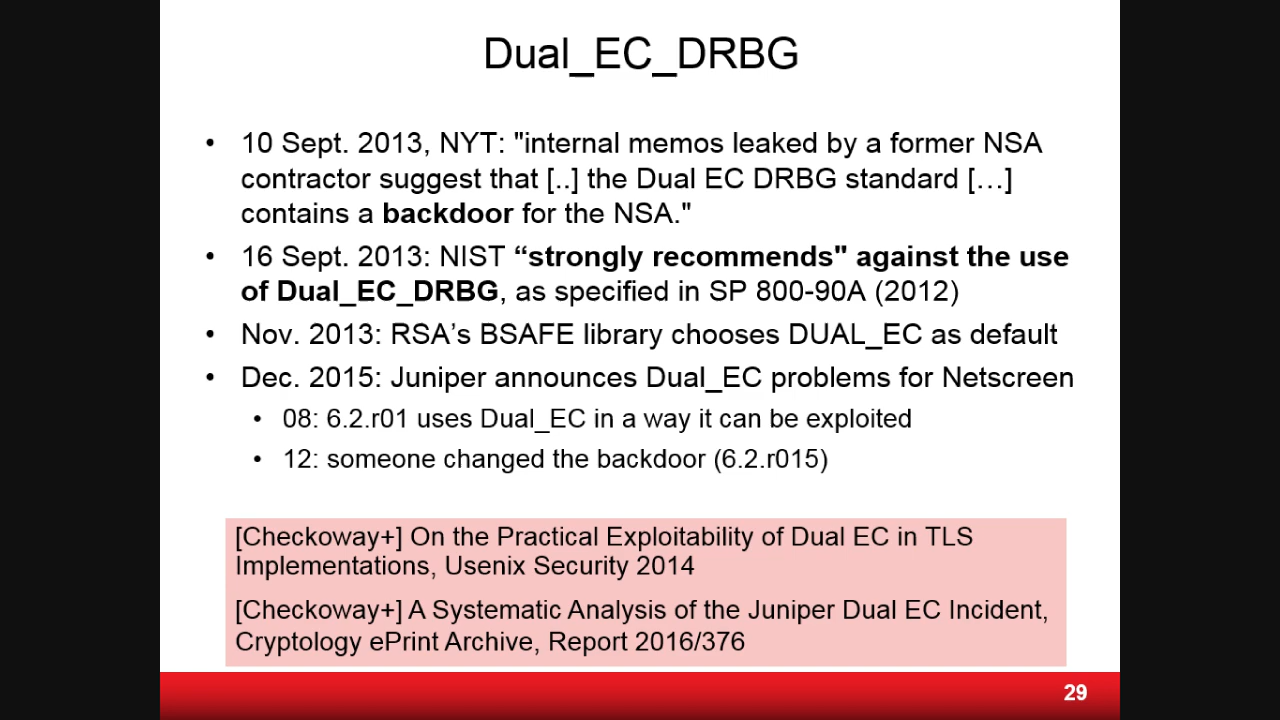 Dual_EC_DRBG
• 10 Sept. 2013, NYT: "internal memos leaked by a former NSA
contractor suggest that [..] the Dual EC DRBG standard […]
contains a backdoor for the NSA."
• 16 Sept. 2013: NIST “strongly recommends" against the use
of Dual_EC_DRBG, as specified in SP 800-90A (2012)
• Nov. 2013: RSA’s BSAFE library chooses DUAL_EC as default
• Dec. 2015: Juniper announces Dual_EC problems for Netscreen
• 08: 6.2.r01 uses Dual_EC in a way it can be exploited
• 12: someone changed the backdoor (6.2.r015)
[Checkoway+] On the Practical Exploitability of Dual EC in TLS
Implementations, Usenix Security 2014
[Checkoway+] A Systematic Analysis of the Juniper Dual EC Incident,
Cryptology ePrint Archive, Report 2016/376
29